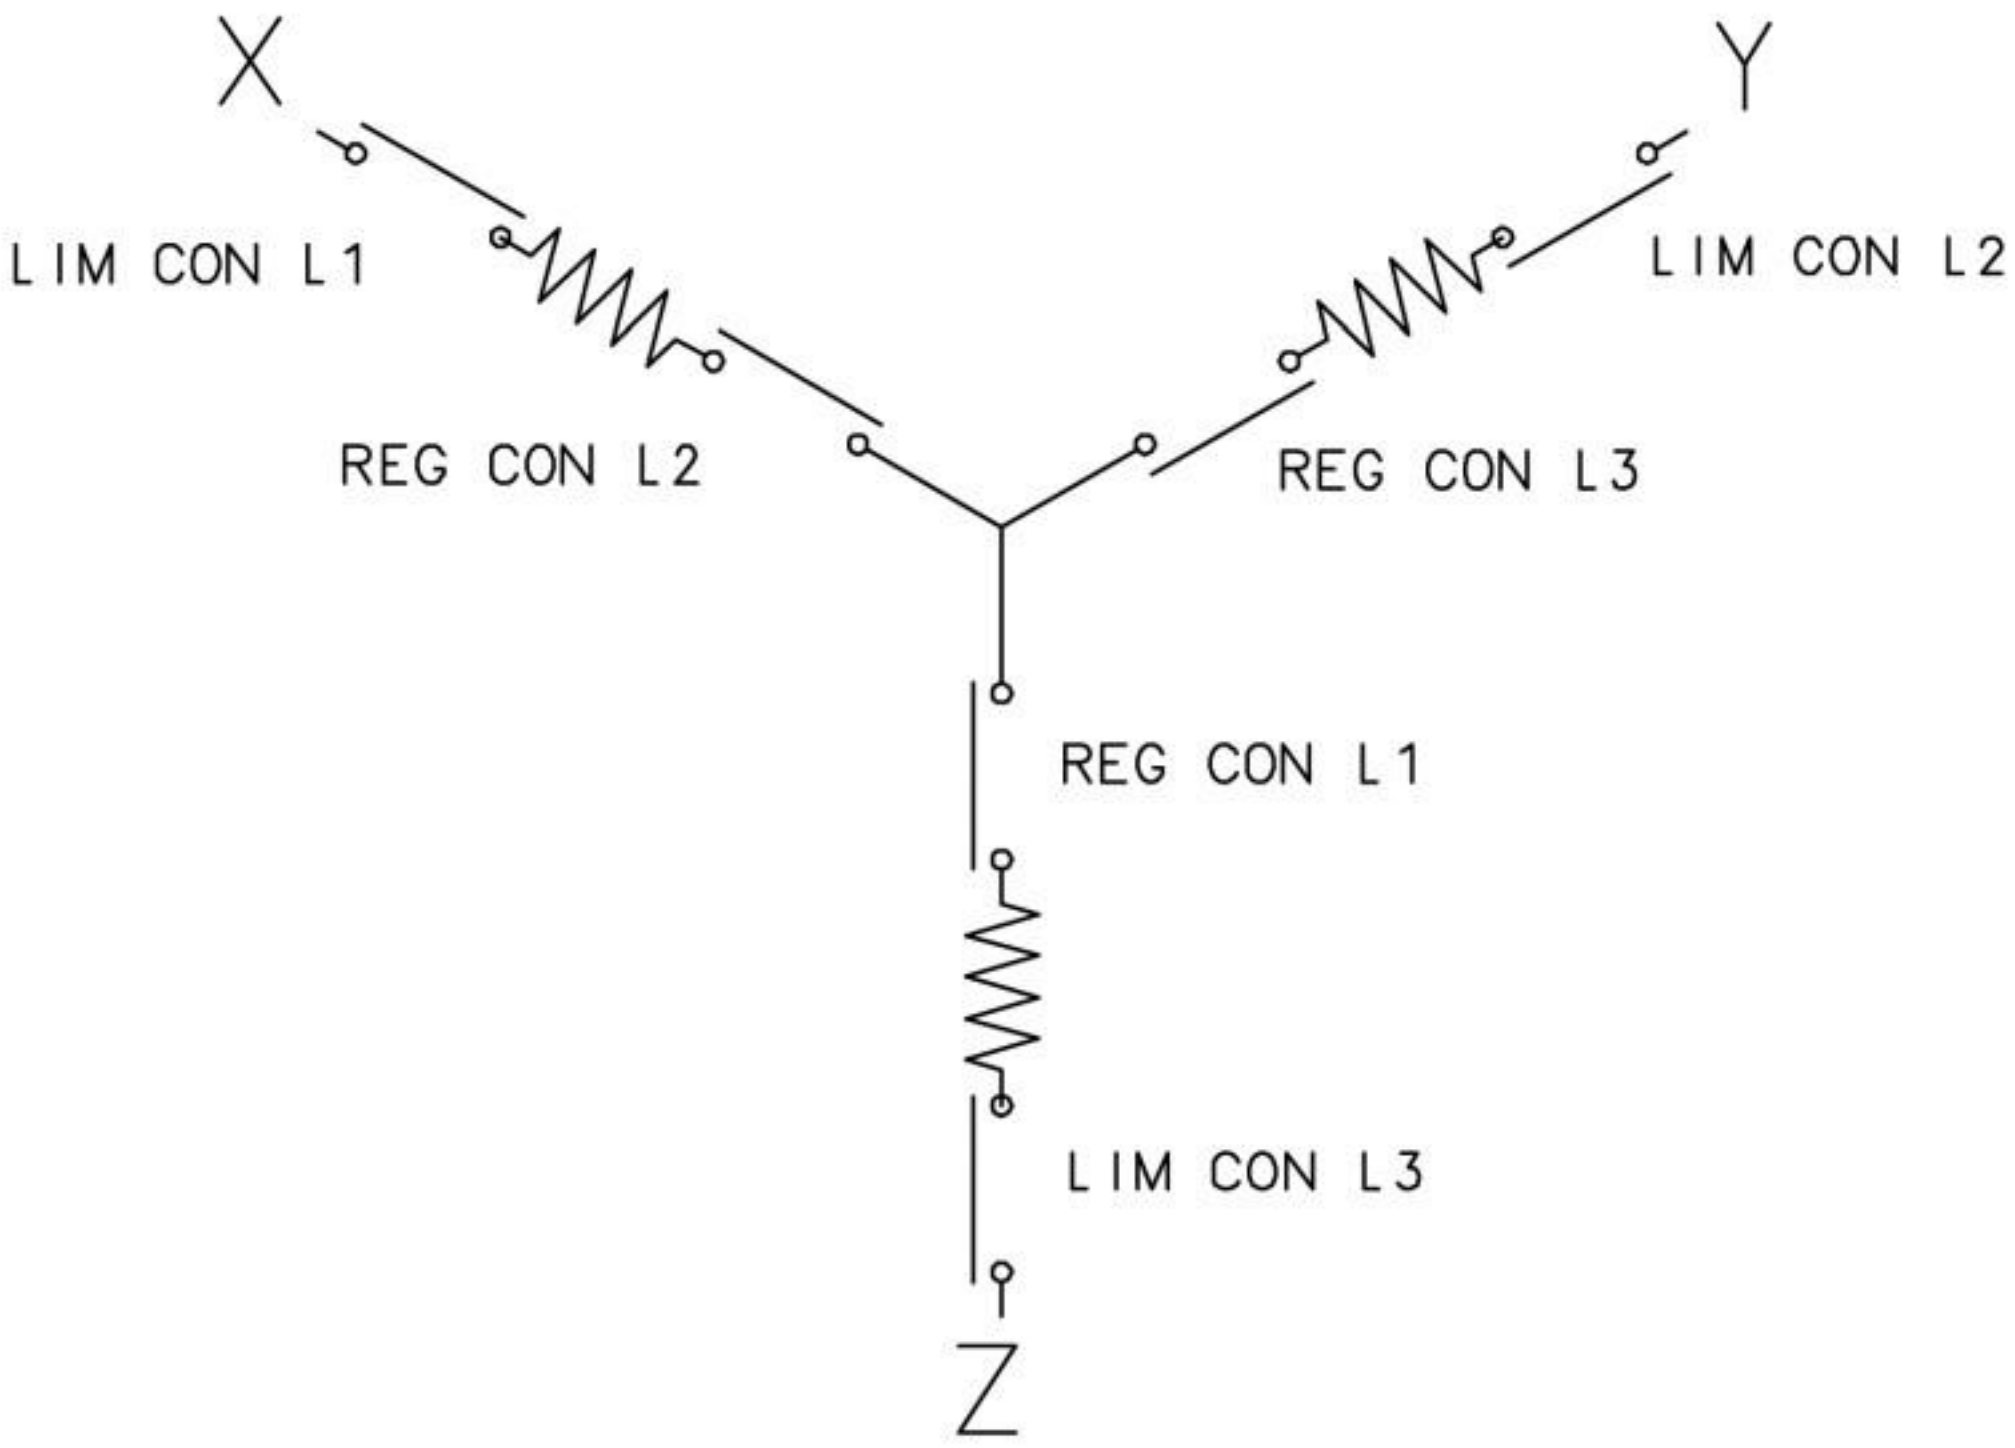 X
Y
LIM CON L1
LIM CON L2
REG CON L2
REG CON L3
REG CON L1
LIM CON L3
Z